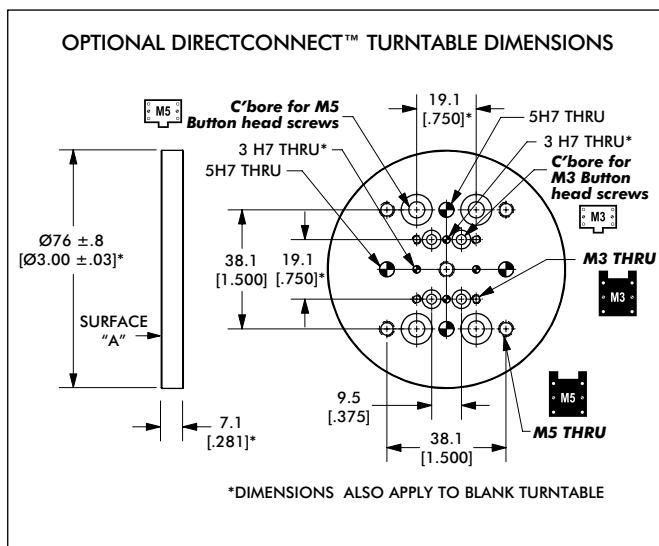 OPTIONAL DIRECTCONNECT™ TURNTABLE DIMENSIONS
M5
C'bore for M5
Button head screws
19.1
[.750]*
5H7 THRU
3 H7 THRU*
3 H7 THRU*
5H7 THRU
C'bore for
M3 Button
head screws
M3
Ø76 ±.8
[Ø3.00 ±.03]*
38.1
[1.500]
19.1
[.750]*
M3 THRU
M3
SURFACE
"A"
9.5
[.375]
M5
7.1
[.281]*
38.1
[1.500]
M5 THRU
*DIMENSIONS ALSO APPLY TO BLANK TURNTABLE